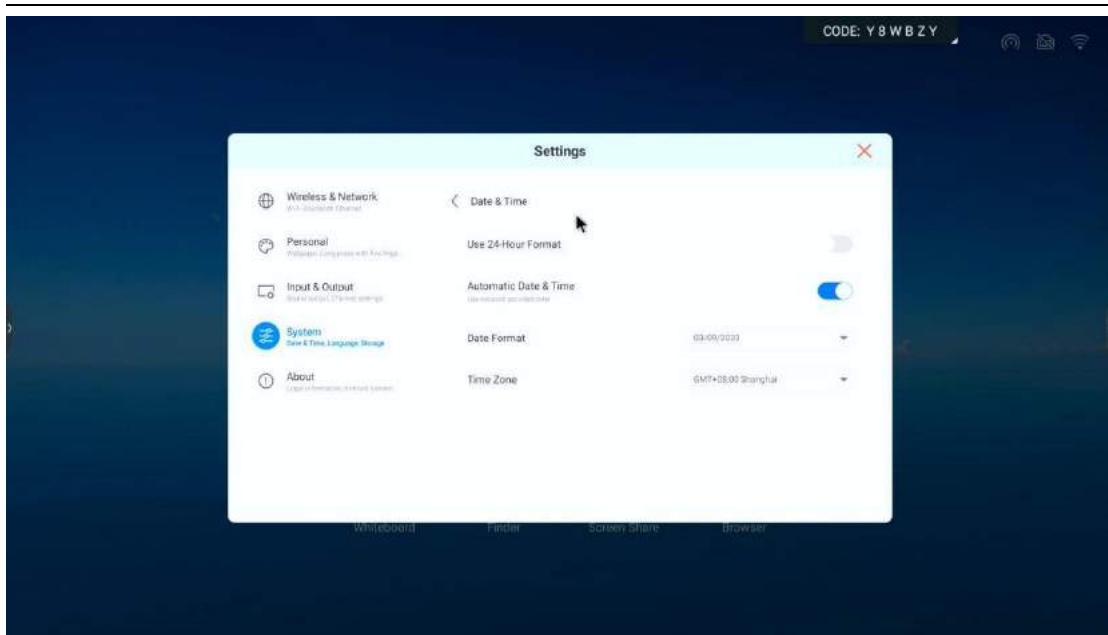 CODE: Y 8 W B Z Y
Settings
Wireless & Network
Date & Time
Personal
Use 24-Hour Format
Input & Output
Automatic Date & Time
System
Date & Time, Language Storage
Date Format
About
Time Zone
GMT+08:00 Shanghai
Whiteboard
Finder
Screen Share
Browser